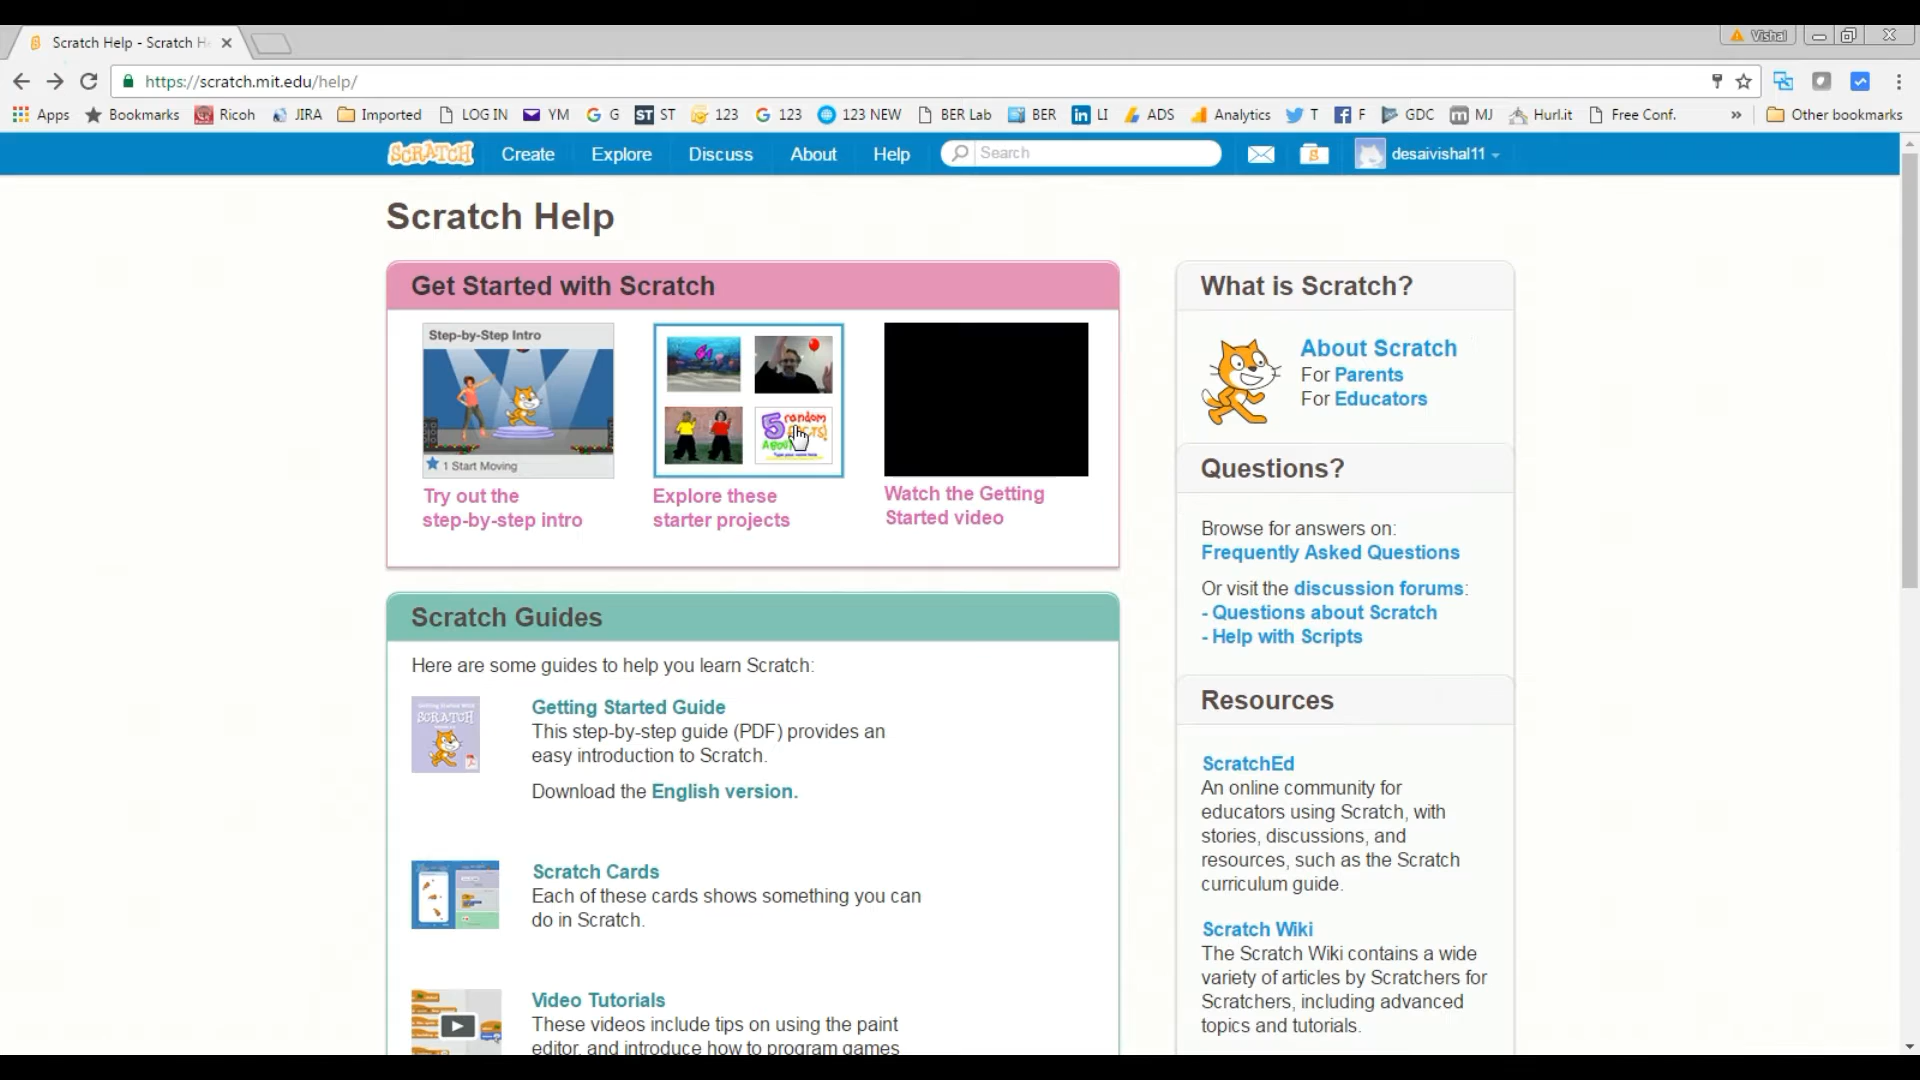 Scratch Help - Scratch H
Vishal
https://scratch.mit.edu/help/
Apps Bookmarks Ricoh JIRA Imported LOG IN YM G ST 123 123 123 NEW BER Lab BER LI ADS Analytics T F GDC MJ Hurl.it Free Conf. » Other bookmarks
SCRATCH Create Explore Discuss About Help Search desaivishal11
Scratch Help
Get Started with Scratch
Step-by-Step Intro
1 Start Moving
5 random
Try out the
step-by-step intro
Explore these
starter projects
Watch the Getting
Started video
Scratch Guides
Here are some guides to help you learn Scratch:
Getting Started With
SCRATCH
Getting Started Guide
This step-by-step guide (PDF) provides an
easy introduction to Scratch.
Download the English version.
Scratch Cards
Each of these cards shows something you can
do in Scratch.
Video Tutorials
These videos include tips on using the paint
editor, and introduce how to program games
What is Scratch?
About Scratch
For Parents
For Educators
Questions?
Browse for answers on:
Frequently Asked Questions
Or visit the discussion forums:
- Questions about Scratch
- Help with Scripts
Resources
ScratchEd
An online community for
educators using Scratch, with
stories, discussions, and
resources, such as the Scratch
curriculum guide.
Scratch Wiki
The Scratch Wiki contains a wide
variety of articles by Scratchers for
Scratchers, including advanced
topics and tutorials.